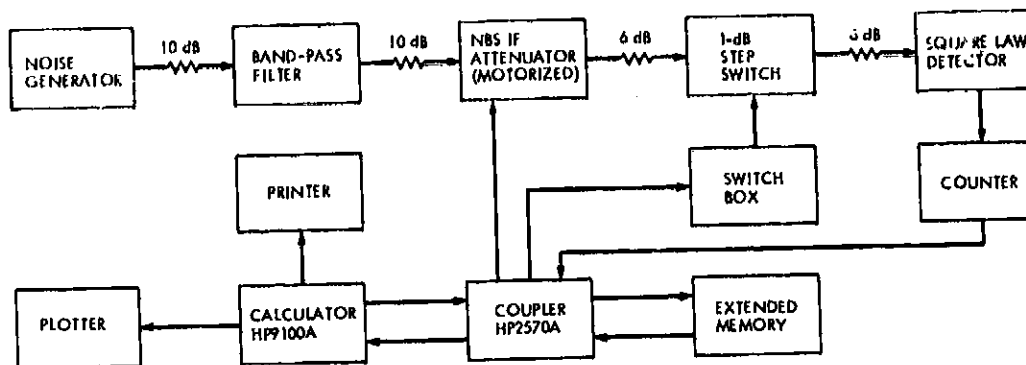 NOISE
GENERATOR
10 dB
BAND-PASS
FILTER
10 dB
NBS IF
ATTENUATOR
(MOTORIZED)
6 dB
1-dB
STEP
SWITCH
dB
SQUARE LAW
DETECTOR
PRINTER
SWITCH
BOX
COUNTER
PLOTTER
CALCULATOR
HP9100A
COUPLER
HP2570A
EXTENDED
MEMORY